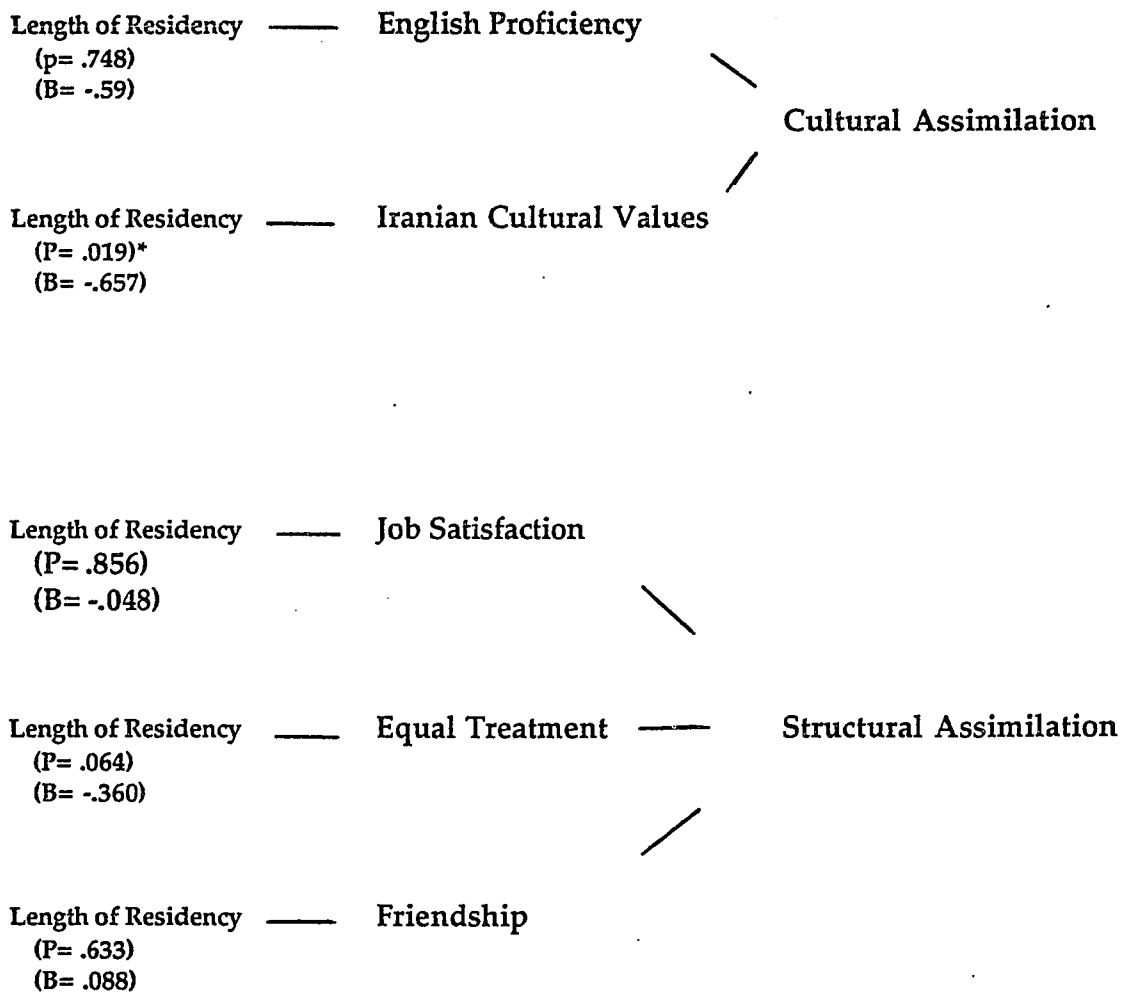 Length of Residency English Proficiency
(p= .748)
(B= -.59)
Cultural Assimilation
Length of Residency Iranian Cultural Values
(P= .019)*
(B= -.657)
Length of Residency Job Satisfaction
(P= .856)
(B= -.048)
Length of Residency Equal Treatment Structural Assimilation
(P= .064)
(B= -.360)
Length of Residency Friendship
(P= .633)
(B= .088)